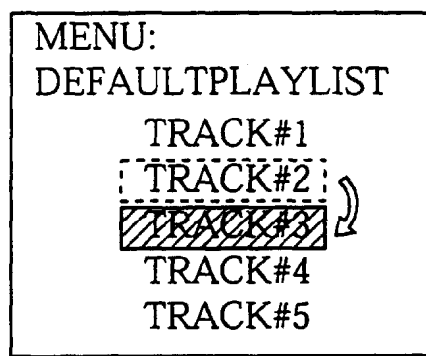 MENU:
DEFAULTPLAYLIST
TRACK#1
TRACK#2
TRACK#3
TRACK#4
TRACK#5